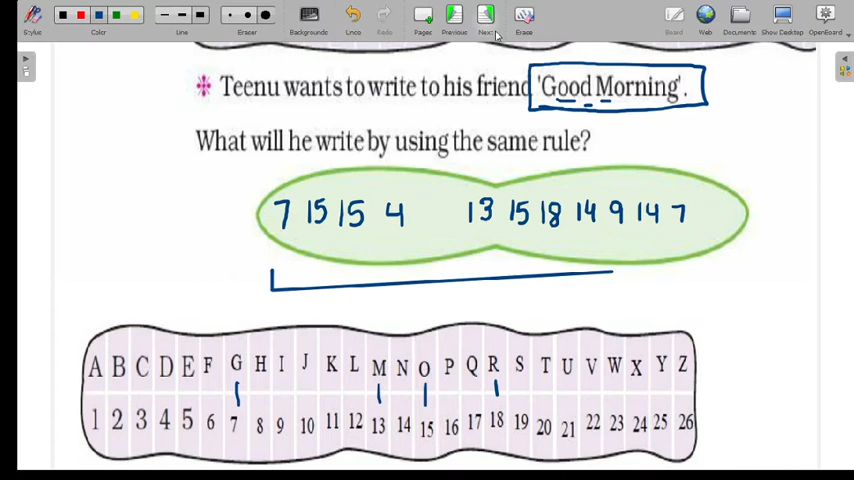 Stylus
Color
Line
Eraser
Backgrounds
Undo
Redo
Pages
Previous
Next
Erase
Board
Web
Documents
Show Desktop
OpenBoard
Teenu wants to write to his friend 'Good Morning'.
What will he write by using the same rule?
7 15 15 4 13 15 18 14 9 14 7
A B C D E F G H I J K L M N O P Q R S T U V W X Y Z
1 2 3 4 5 6 7 8 9 10 11 12 13 14 15 16 17 18 19 20 21 22 23 24 25 26